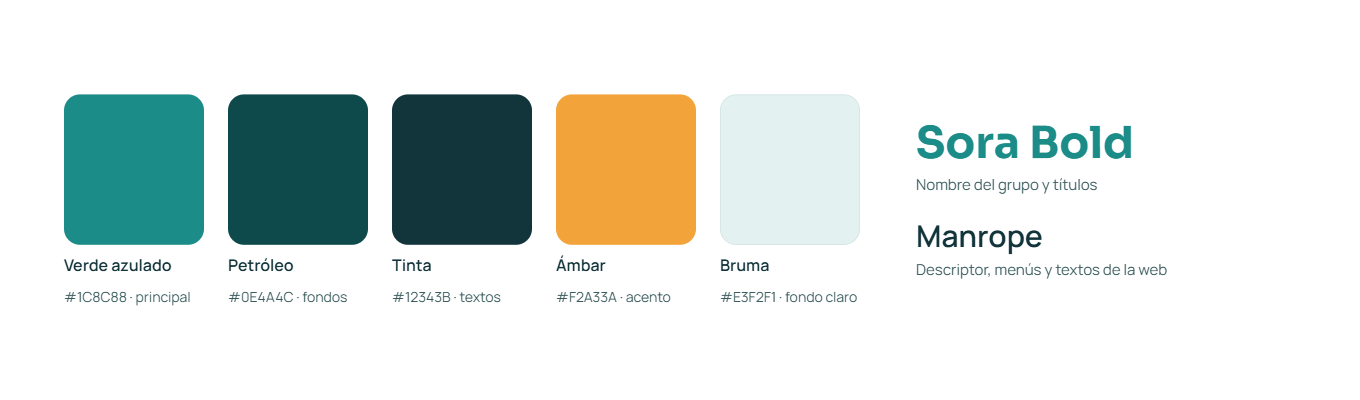 Verde azulado
#1C8C88 · principal
Petróleo
#0E4A4C · fondos
Tinta
#12343B · textos
Ámbar
#F2A33A · acento
Bruma
#E3F2F1 · fondo claro
Sora Bold
Nombre del grupo y títulos
Manrope
Descriptor, menús y textos de la web